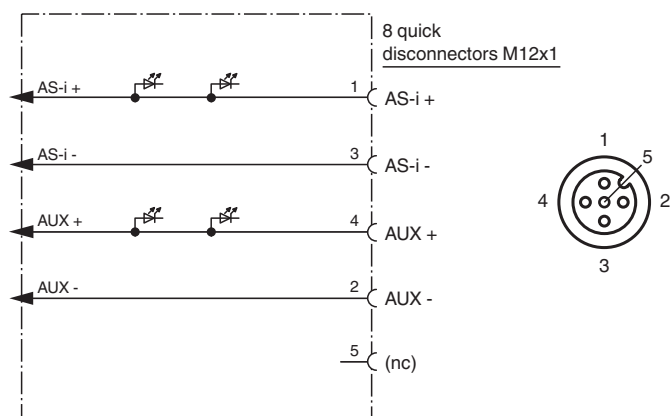 8 quick
disconnectors M12x1
AS-i +
1
AS-i +
AS-i -
3
AS-i -
AUX +
4
AUX +
AUX -
2
AUX -
5
(nc)
1
5
4
2
3